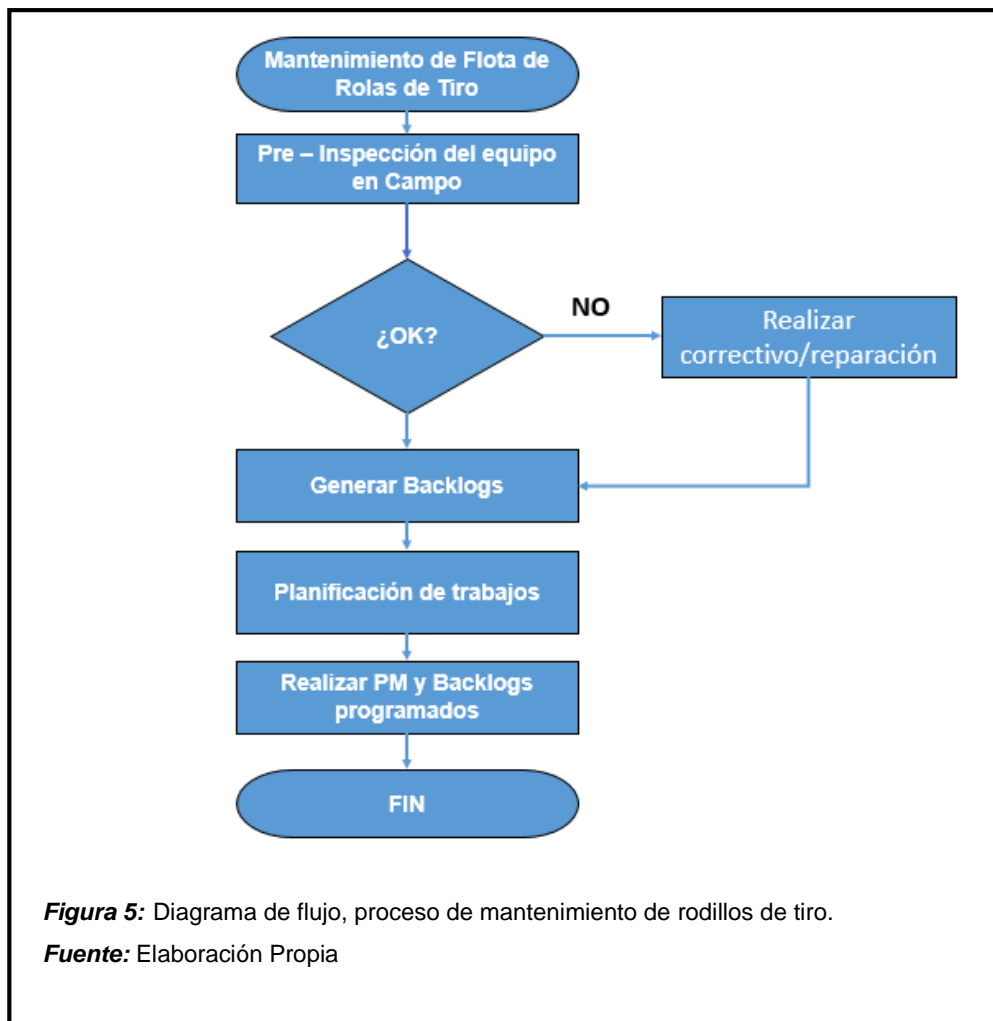 Mantenimiento de Flota de
Rolas de Tiro
Pre – Inspección del equipo
en Campo
¿OK?
NO
Realizar
correctivo/reparación
Generar Backlogs
Planificación de trabajos
Realizar PM y Backlogs
programados
FIN
Figura 5: Diagrama de flujo, proceso de mantenimiento de rodillos de tiro.
Fuente: Elaboración Propia